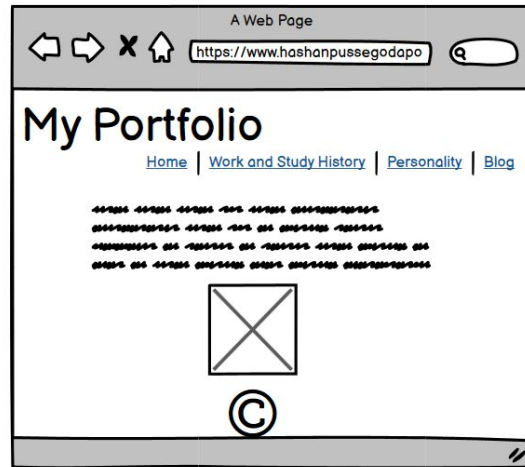 A Web Page
https://www.hashanpussegodapo
My Portfolio
Home | Work and Study History | Personality | Blog
©